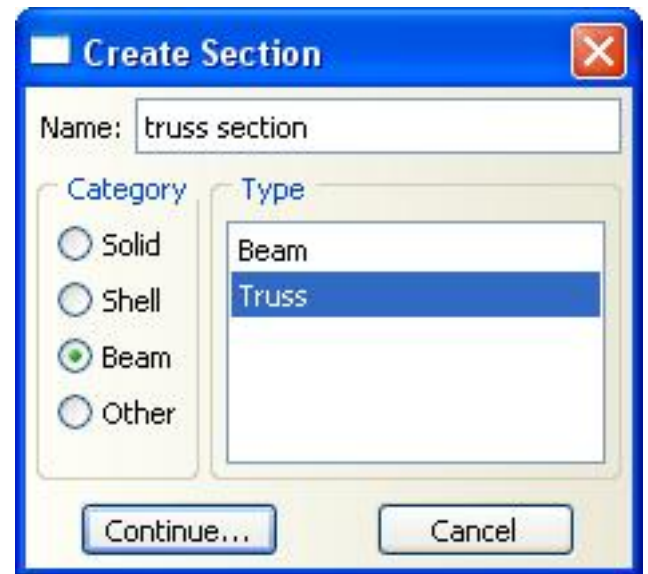 Create Section
Name: truss section
Category Type
Solid
Beam
Shell
Truss
Beam
Other
Continue... Cancel